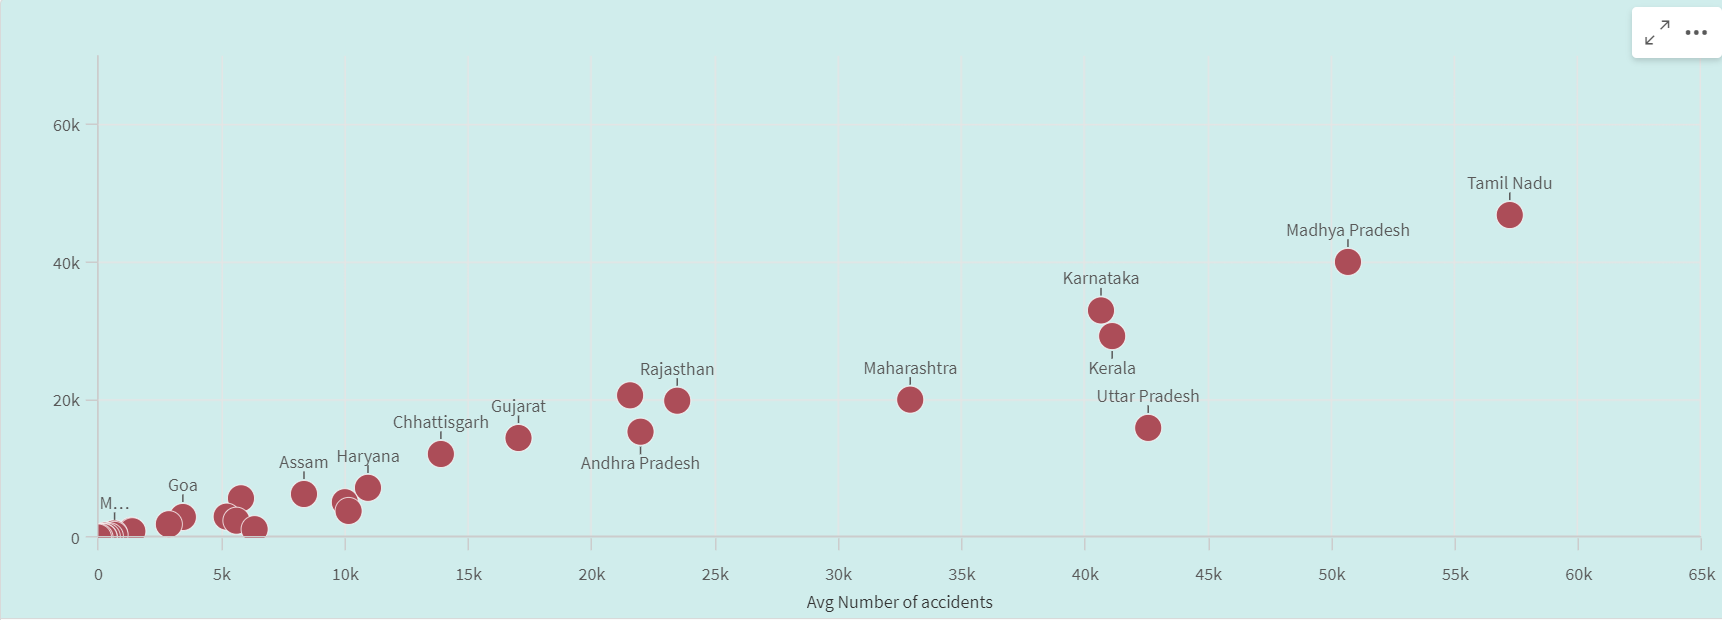 60k
Tamil Nadu
Madhya Pradesh
Karnataka
40k
Kerala
Rajasthan
Maharashtra
Uttar Pradesh
20k
Gujarat
Chhattisgarh
Andhra Pradesh
Haryana
Assam
Goa
M...
0
0 5k 10k 15k 20k 25k 30k 35k 40k 45k 50k 55k 60k 65k
Avg Number of accidents